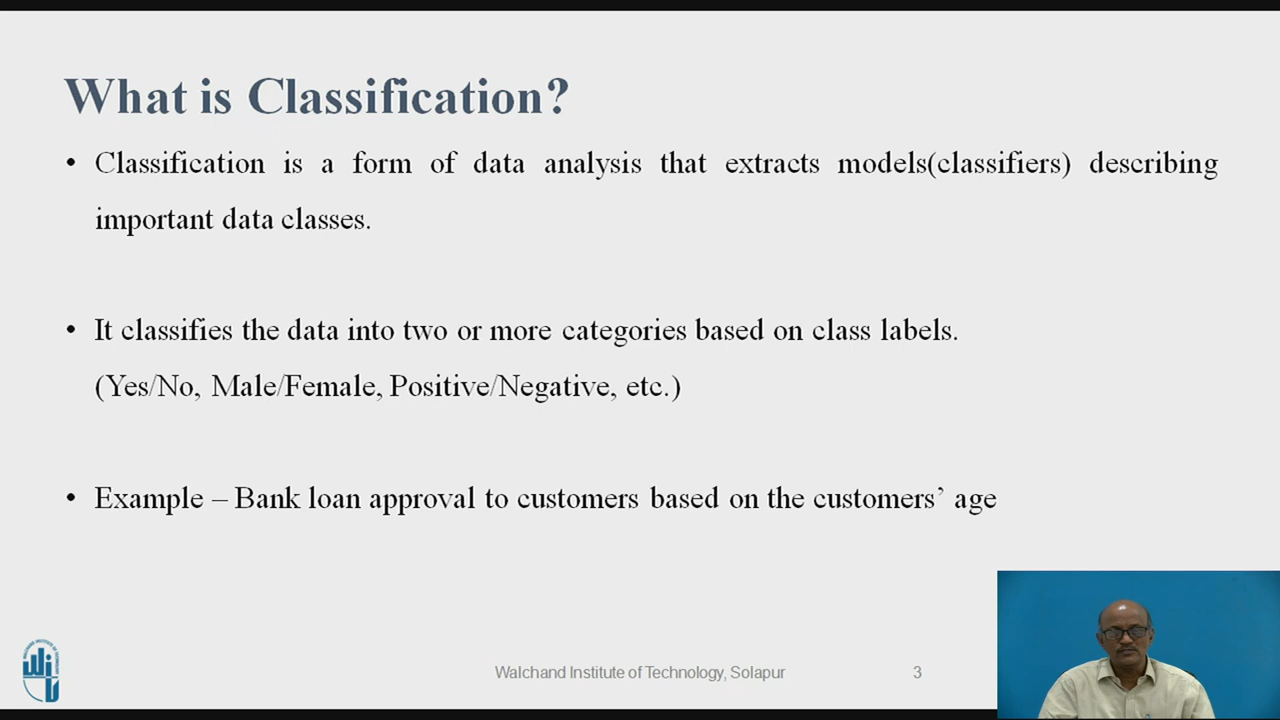 What is Classification?
• Classification is a form of data analysis that extracts models(classifiers) describing
important data classes.
• It classifies the data into two or more categories based on class labels.
(Yes/No, Male/Female, Positive/Negative, etc.)
• Example – Bank loan approval to customers based on the customers’ age
Walchand Institute of Technology, Solapur
3